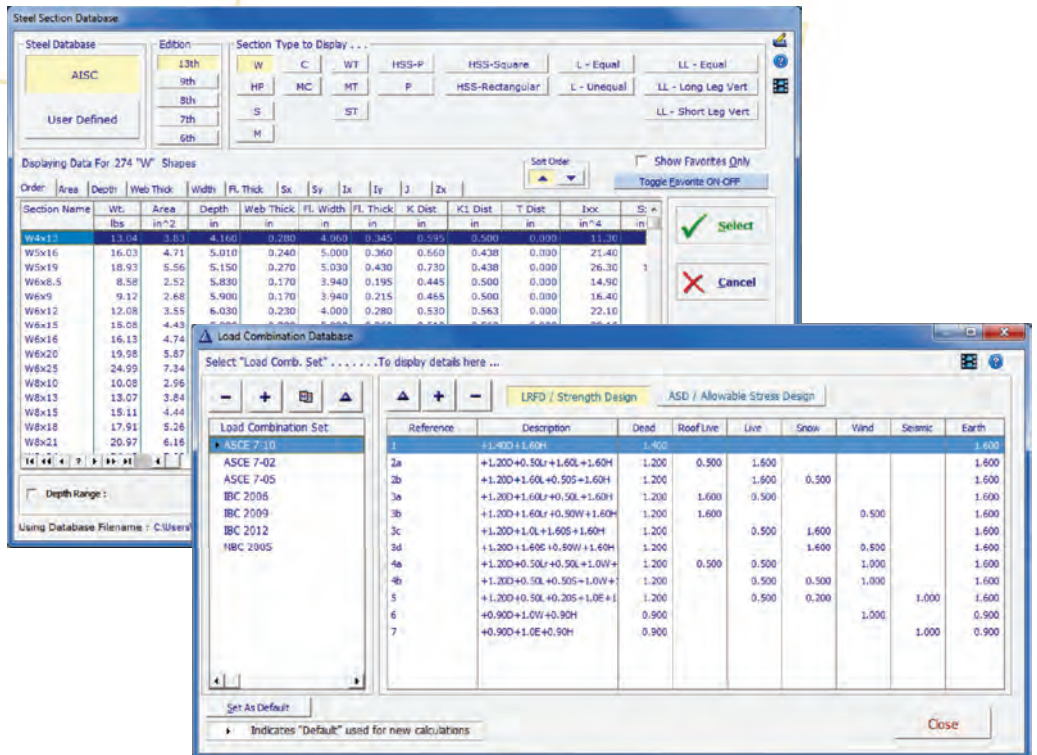 Steel Section Database
Steel Database Edition Section Type to Display . . .
AISC
User Defined
13th
9th
8th
7th
6th
W C WT HSS-P HSS-Square L - Equal LL - Equal
HP MC MT P HSS-Rectangular L - Unequal LL - Long Leg Vert
S ST LL - Short Leg Vert
M
Displaying Data For 274 "W" Shapes
Sort Order
Show Favorites Only
Toggle Favorite ON-OFF
Order Area Depth Web Thick Width Fl. Thick Sx Sy Ix Iy J Zx
Section Name Wt. Area Depth Web Thick Fl. Width Fl. Thick K Dist K1 Dist T Dist Ixx
lbs in^2 in in in in in in in in^4
W4x13 13.04 3.83 4.160 0.280 4.060 0.345 0.595 0.500 0.000 11.30
W5x16 16.03 4.71 5.010 0.240 5.000 0.360 0.660 0.438 0.000 21.40
W5x19 18.93 5.56 5.150 0.270 5.030 0.430 0.730 0.438 0.000 26.30
W6x8.5 8.58 2.52 5.830 0.170 3.940 0.195 0.445 0.500 0.000 14.90
W6x9 9.12 2.68 5.900 0.170 3.940 0.215 0.465 0.500 0.000 16.40
W6x12 12.08 3.55 6.030 0.230 4.000 0.280 0.530 0.563 0.000 22.10
W6x15 15.08 4.43
W6x16 16.13 4.74
W6x20 19.98 5.87
W6x25 24.99 7.34
W8x10 10.08 2.96
W8x13 13.07 3.84
W8x15 15.11 4.44
W8x18 17.91 5.26
W8x21 20.97 6.16
Select
Cancel
Depth Range :
Using Database Filename : C:\Users\
Load Combination Database
Select "Load Comb. Set" . . . . . . .To display details here ...
LRFD / Strength Design ASD / Allowable Stress Design
Load Combination Set
ASCE 7-10
ASCE 7-02
ASCE 7-05
IBC 2006
IBC 2009
IBC 2012
NBC 2005
Reference Description Dead Roof Live Live Snow Wind Seismic Earth
1 +1.40D+1.60H 1.400 1.600
2a +1.20D+0.50Lr+1.60L+1.60H 1.200 0.500 1.600 1.600
2b +1.20D+1.60L+0.50S+1.60H 1.200 1.600 0.500 1.600
3a +1.20D+1.60Lr+0.50L+1.60H 1.200 1.600 0.500 1.600
3b +1.20D+1.60Lr+0.50W+1.60H 1.200 1.600 0.500 1.600
3c +1.20D+1.0L+1.60S+1.60H 1.200 0.500 1.600 1.600
3d +1.20D+1.60S+0.50W+1.60H 1.200 1.600 0.500 1.600
4a +1.20D+0.50Lr+0.50L+1.0W+ 1.200 0.500 0.500 1.000 1.600
4b +1.20D+0.50L+0.50S+1.0W+ 1.200 0.500 0.500 1.000 1.600
5 +1.20D+0.50L+0.20S+1.0E+1 1.200 0.500 0.200 1.000 1.600
6 +0.90D+1.0W+0.90H 0.900 1.000 0.900
7 +0.90D+1.0E+0.90H 0.900 1.000 0.900
Set As Default
Indicates "Default" used for new calculations
Close